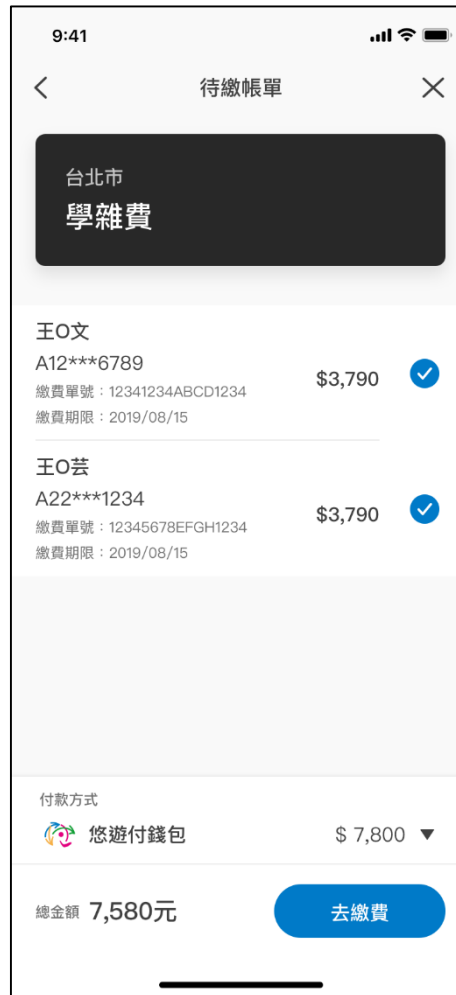 9:41
待繳帳單
台北市
學雜費
王O文
A12***6789
繳費單號：12341234ABCD1234
繳費期限：2019/08/15
$3,790
王O芸
A22***1234
繳費單號：12345678EFGH1234
繳費期限：2019/08/15
$3,790
付款方式
悠遊付錢包 $ 7,800 ▼
總金額 7,580元
去繳費